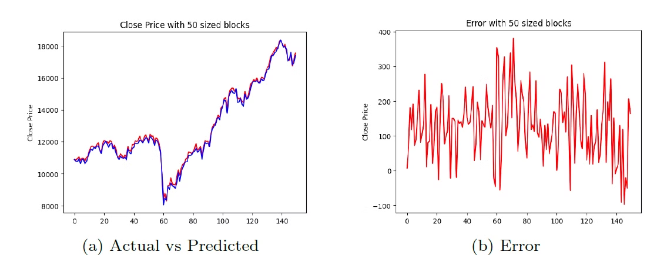 Close Price with 50 sized blocks
18000
16000
14000
12000
10000
8000
Close Price
0 20 40 60 80 100 120 140
(a) Actual vs Predicted
Error with 50 sized blocks
400
300
200
100
0
−100
Close Price
0 20 40 60 80 100 120 140
(b) Error